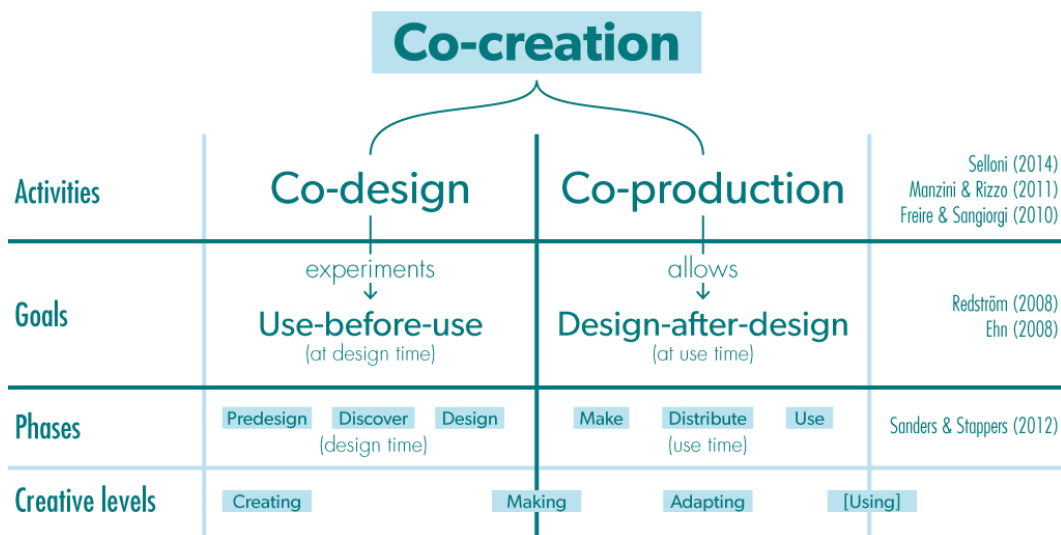 Co-creation
Activities
Co-design
Co-production
Selloni (2014)
Manzini & Rizzo (2011)
Freire & Sangiorgi (2010)
experiments
allows
Goals
Use-before-use
(at design time)
Design-after-design
(at use time)
Redström (2008)
Ehn (2008)
Phases
Predesign
Discover
Design
(design time)
Make
Distribute
Use
(use time)
Sanders & Stappers (2012)
Creative levels
Creating
Making
Adapting
[Using]